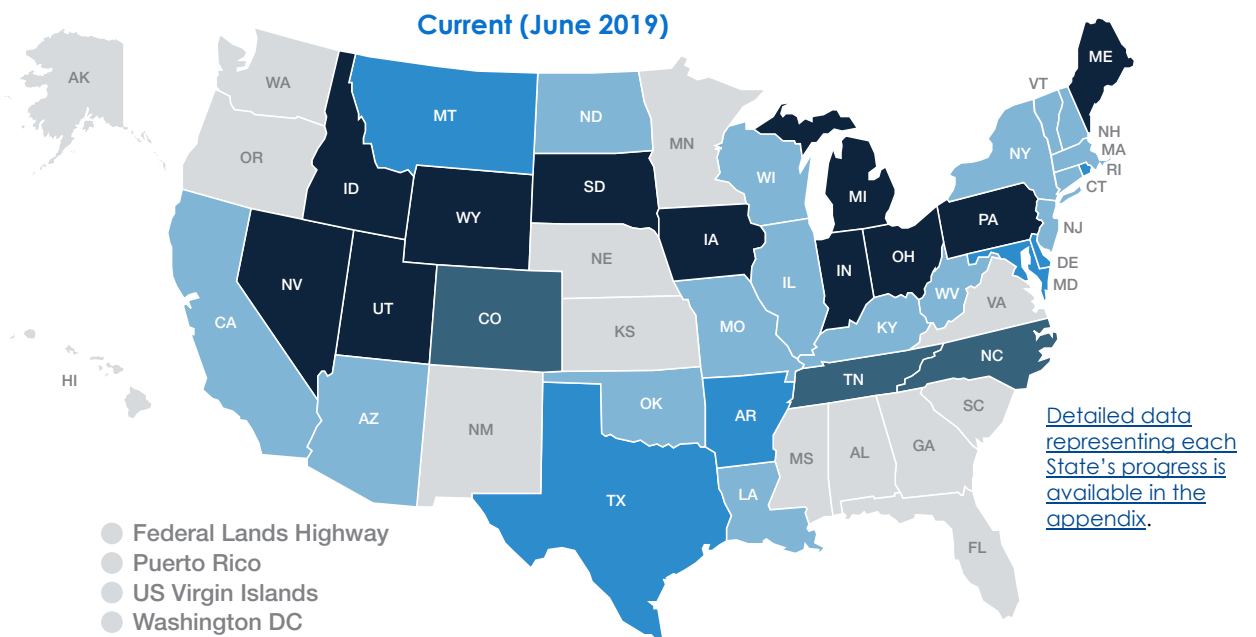 Current (June 2019)
AK
WA
OR
ID
MT
ND
MN
WI
MI
NY
VT
ME
NH
MA
RI
CT
NJ
DE
MD
PA
SD
WY
NV
UT
CA
CO
NE
IA
IL
IN
OH
WV
VA
KY
KS
MO
HI
AZ
NM
OK
AR
TN
NC
SC
MS
AL
GA
TX
LA
FL
Detailed data
representing each
State’s progress is
available in the
appendix.
Federal Lands Highway
Puerto Rico
US Virgin Islands
Washington DC